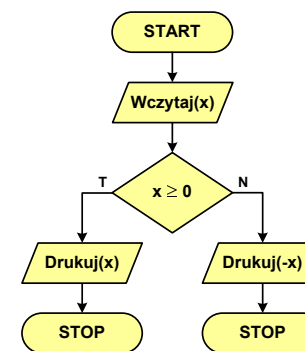 START
Wczytaj(x)
T
x ≥ 0
N
Drukuj(x)
Drukuj(-x)
STOP
STOP